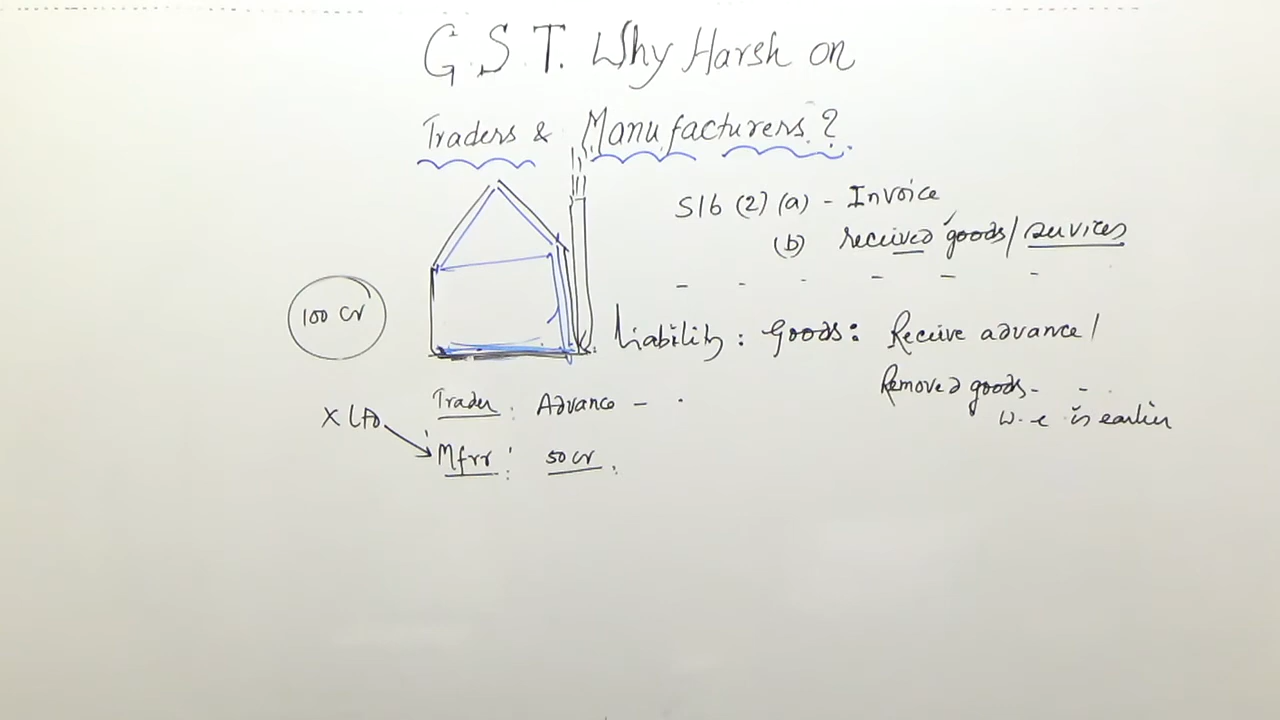 G.S.T. Why Harsh on
Traders & Manufacturers?
S16 (2) (a) - Invoice
(b) received goods/services
100 Cr
Liability : Goods: Receive advance/
Removed goods - -
w.e is earlier
Trader : Advance -
X LTD
Mfrr : 50 Cr.